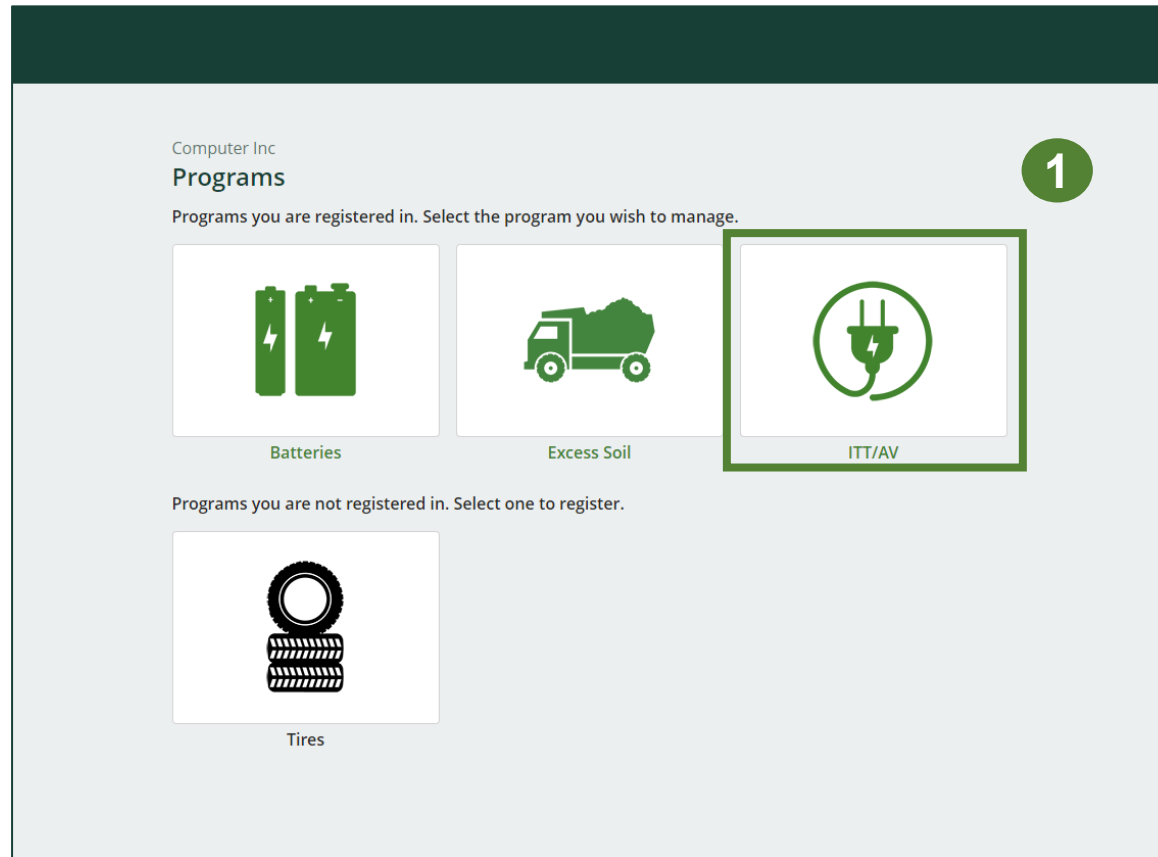 Computer Inc
1
Programs
Programs you are registered in. Select the program you wish to manage.
Batteries
Excess Soil
ITT/AV
Programs you are not registered in. Select one to register.
Tires